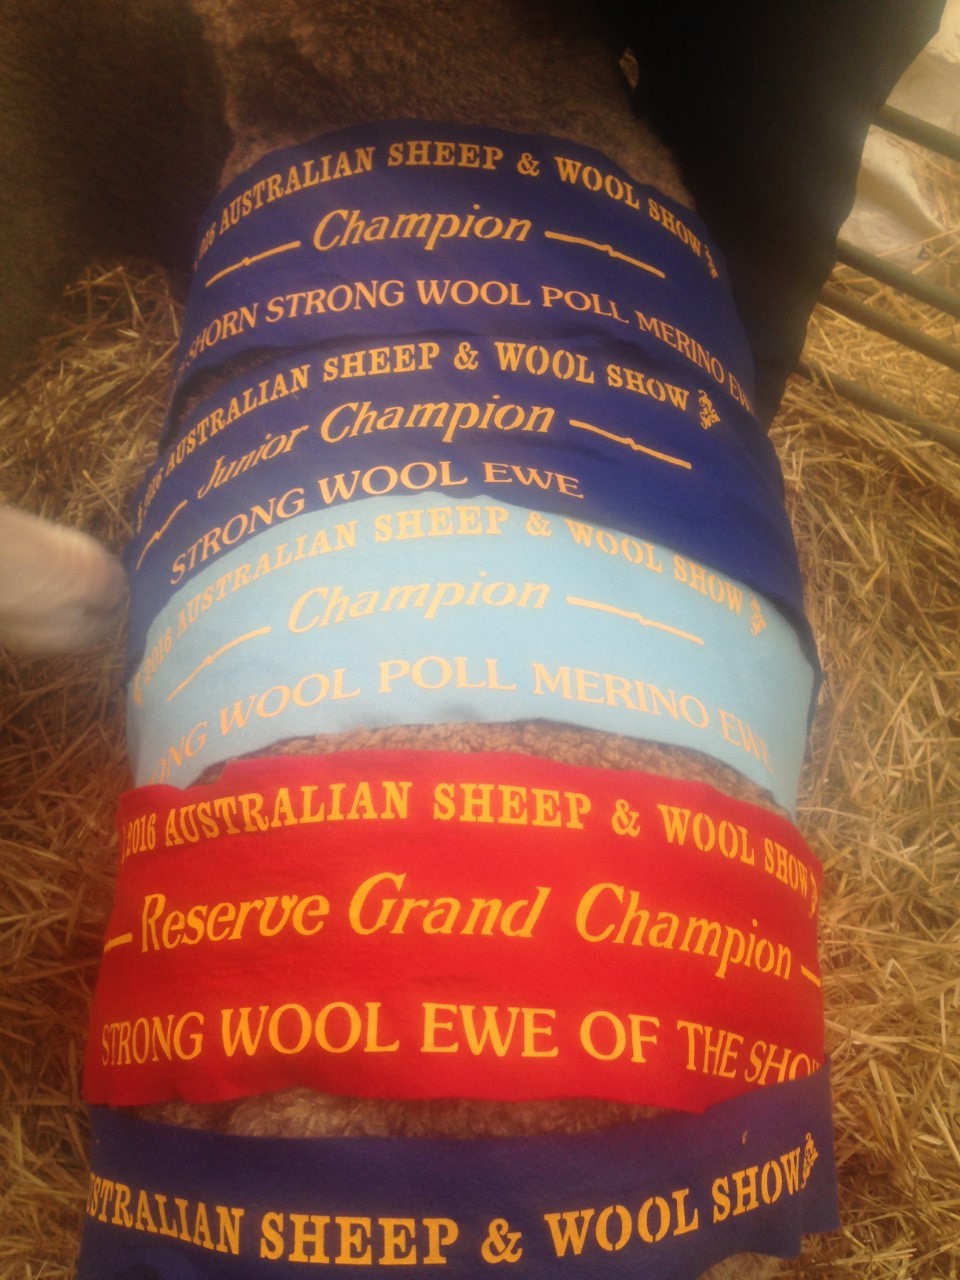 2016 AUSTRALIAN SHEEP & WOOL SHOW
Champion
SHORN STRONG WOOL POLL MERINO EWE
2016 AUSTRALIAN SHEEP & WOOL SHOW
Junior Champion
STRONG WOOL EWE
2016 AUSTRALIAN SHEEP & WOOL SHOW
Champion
WOOL POLL MERINO EWE
2016 AUSTRALIAN SHEEP & WOOL SHOW
Reserve Grand Champion
STRONG WOOL EWE OF THE SHOW
AUSTRALIAN SHEEP & WOOL SHOW